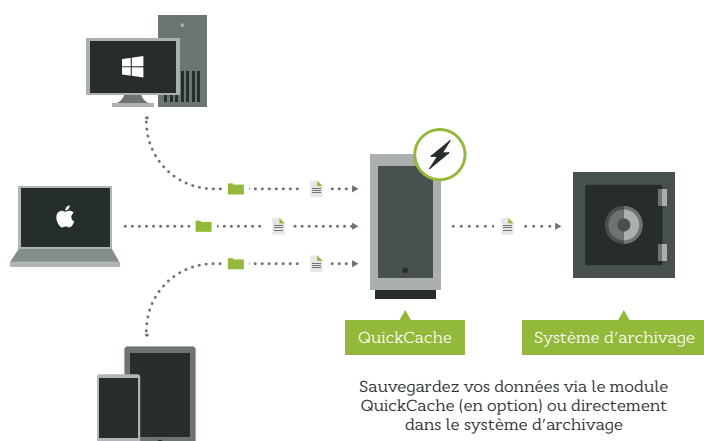 QuickCache
Système d'archivage
Sauvegardez vos données via le module
QuickCache (en option) ou directement
dans le système d'archivage